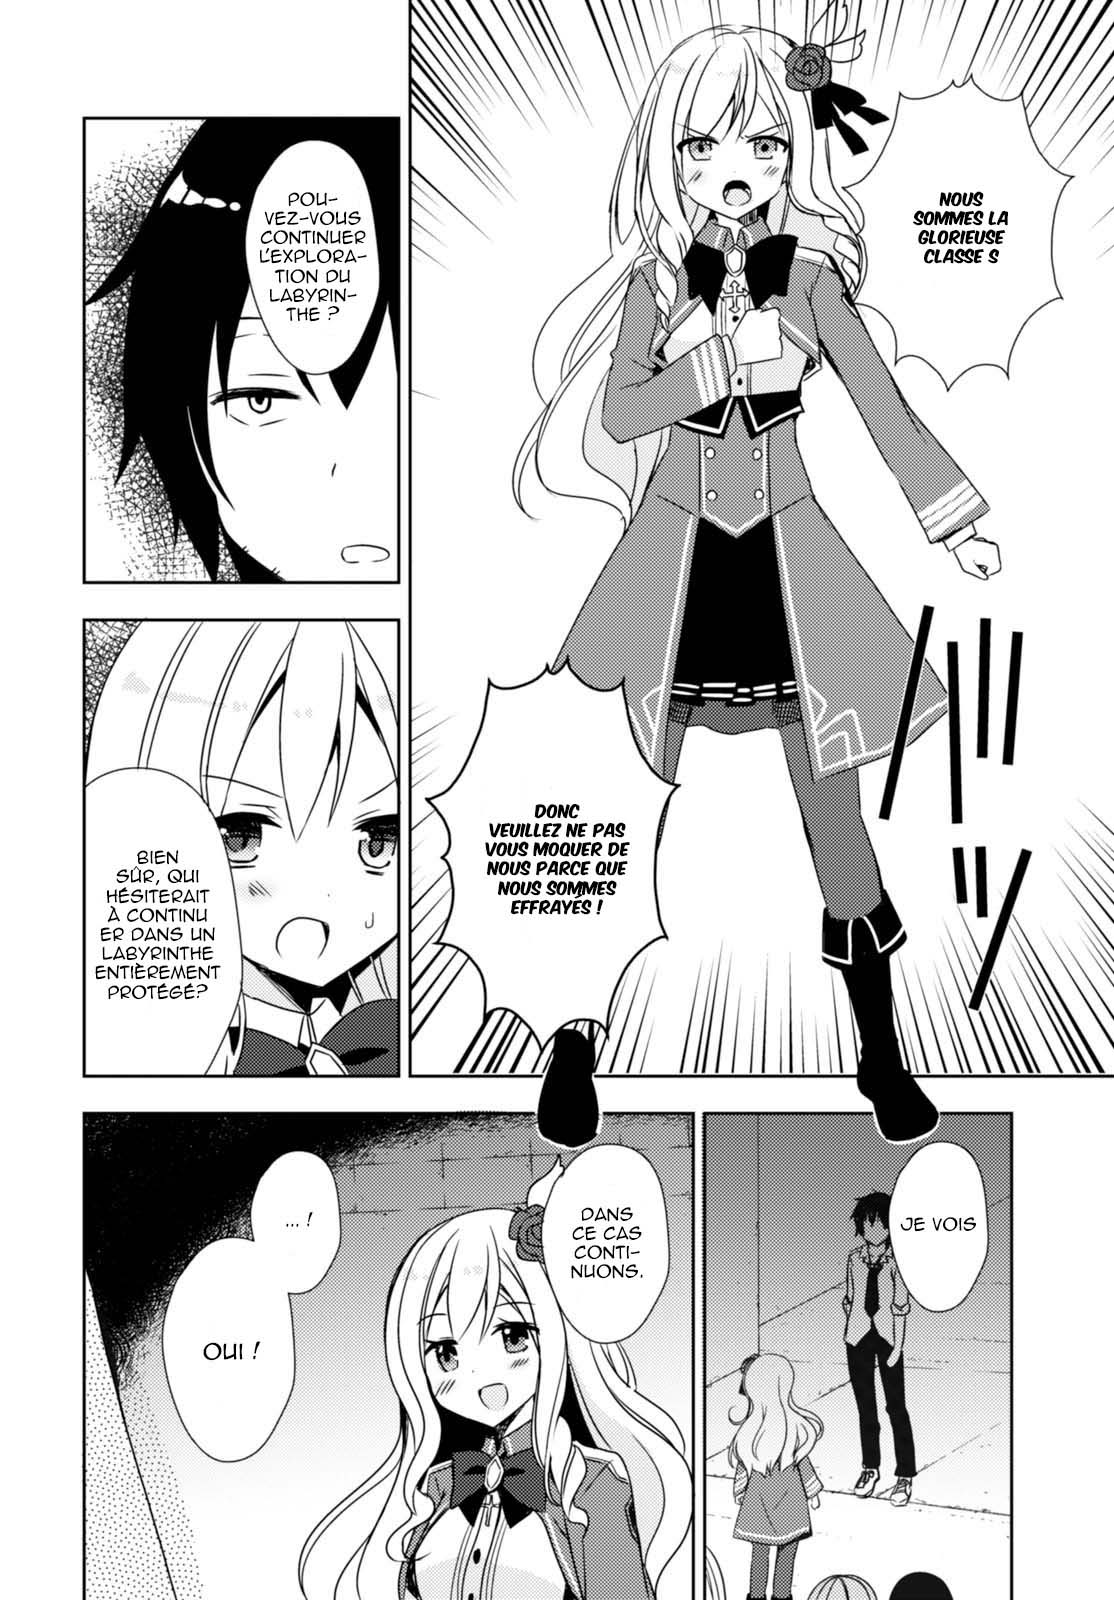 NOUS
SOMMES LA
GLORIEUSE
CLASSE S
DONC
VEUILLEZ NE PAS
VOUS MOQUER DE
NOUS PARCE QUE
NOUS SOMMES
EFFRAYÉS !
POU-
VEZ-VOUS
CONTINUER
L'EXPLORA-
TION DU
LABYRIN-
THE ?
BIEN
SÛR, QUI
HÉSITERAIT
À CONTINU
ER DANS UN
LABYRINTHE
ENTIÈREMENT
PROTÉGÉ?
JE VOIS
DANS
CE CAS
CONTI-
NUONS.
... !
OUI !